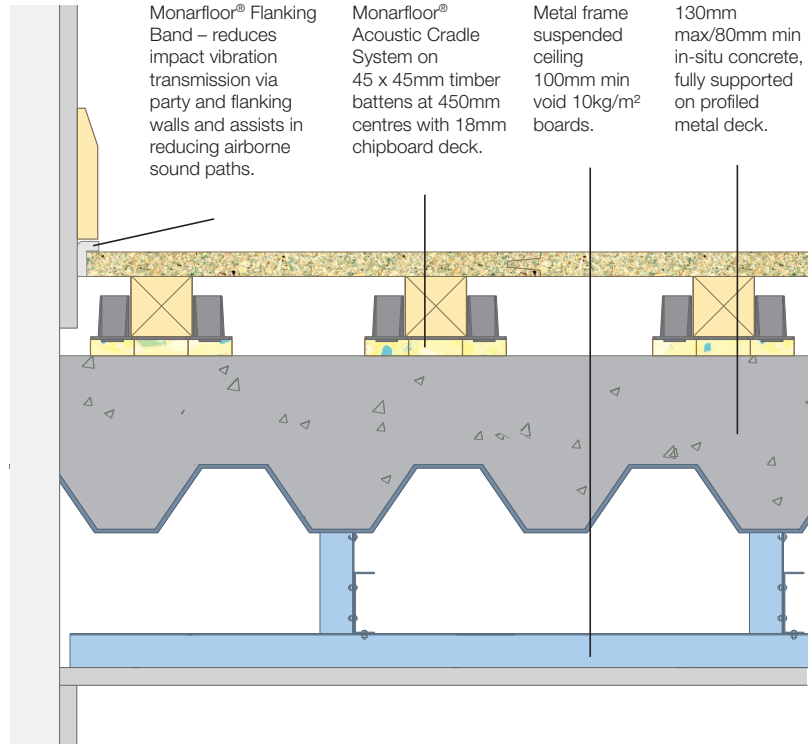 Monarfloor® Flanking
Band – reduces
impact vibration
transmission via
party and flanking
walls and assists in
reducing airborne
sound paths.
Monarfloor®
Acoustic Cradle
System on
45 x 45mm timber
battens at 450mm
centres with 18mm
chipboard deck.
Metal frame
suspended
ceiling
100mm min
void 10kg/m²
boards.
130mm
max/80mm min
in-situ concrete,
fully supported
on profiled
metal deck.